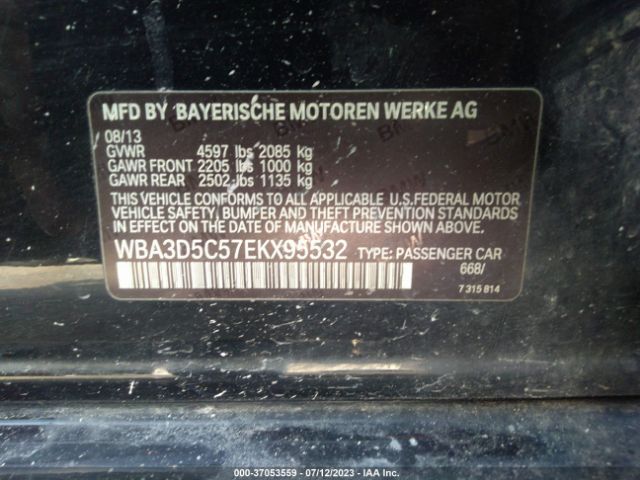 MFD BY BAYERISCHE MOTOREN WERKE AG
08/13
GVWR 4597 lbs 2085 kg
GAWR FRONT 2205 lbs 1000 kg
GAWR REAR 2502 lbs 1135 kg
THIS VEHICLE CONFORMS TO ALL APPLICABLE U.S. FEDERAL MOTOR
VEHICLE SAFETY, BUMPER AND THEFT PREVENTION STANDARDS IN
EFFECT ON THE DATE OF MANUFACTURE SHOWN ABOVE.
WBA3D5C57EKX95532 TYPE: PASSENGER CAR
668/
7 315 814
000-37053559 - 07/12/2023 - IAA Inc.